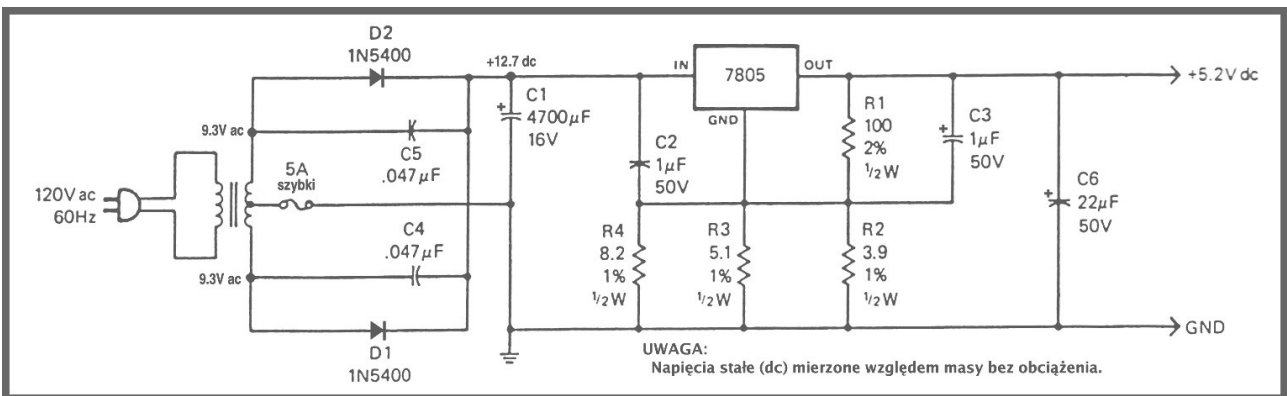 D2
1N5400
+12.7 dc
IN
7805
OUT
GND
+5.2V dc
C1
4700µF
16V
R1
100
2%
1/2W
C3
1µF
50V
9.3V ac
C5
.047µF
C2
1µF
50V
5A
szybki
120V ac
60Hz
C6
22µF
50V
C4
.047µF
R4
8.2
1%
1/2W
R3
5.1
1%
1/2W
R2
3.9
1%
1/2W
9.3V ac
D1
1N5400
GND
UWAGA:
Napięcia stałe (dc) mierzone względem masy bez obciążenia.